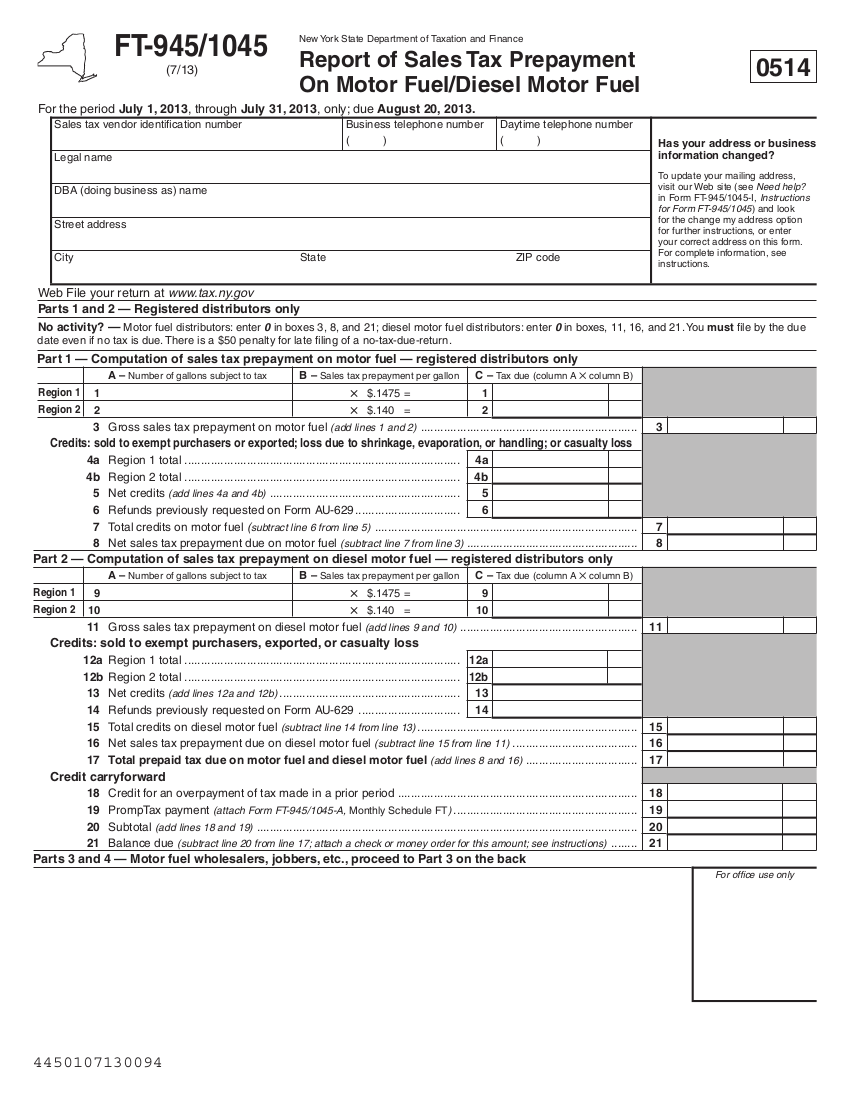 FT-945/1045
(7/13)
New York State Department of Taxation and Finance
Report of Sales Tax Prepayment
On Motor Fuel/Diesel Motor Fuel
0514
For the period July 1, 2013, through July 31, 2013, only; due August 20, 2013.
Sales tax vendor identification number
Business telephone number
( )
Daytime telephone number
( )
Legal name
DBA (doing business as) name
Street address
City State ZIP code
Has your address or business
information changed?
To update your mailing address,
visit our Web site (see Need help?
in Form FT-945/1045-I, Instructions
for Form FT-945/1045) and look
for the change my address option
for further instructions, or enter
your correct address on this form.
For complete information, see
instructions.
Web File your return at www.tax.ny.gov
Parts 1 and 2 — Registered distributors only
No activity? — Motor fuel distributors: enter 0 in boxes 3, 8, and 21; diesel motor fuel distributors: enter 0 in boxes, 11, 16, and 21. You must file by the due
date even if no tax is due. There is a $50 penalty for late filing of a no-tax-due-return.
Part 1 — Computation of sales tax prepayment on motor fuel — registered distributors only
A – Number of gallons subject to tax B – Sales tax prepayment per gallon C – Tax due (column A × column B)
Region 1 1 × $.1475 = 1
Region 2 2 × $.140 = 2
3 Gross sales tax prepayment on motor fuel (add lines 1 and 2) ........ 3
Credits: sold to exempt purchasers or exported; loss due to shrinkage, evaporation, or handling; or casualty loss
4a Region 1 total ........ 4a
4b Region 2 total ........ 4b
5 Net credits (add lines 4a and 4b) ........ 5
6 Refunds previously requested on Form AU-629 ........ 6
7 Total credits on motor fuel (subtract line 6 from line 5) ........ 7
8 Net sales tax prepayment due on motor fuel (subtract line 7 from line 3) ........ 8
Part 2 — Computation of sales tax prepayment on diesel motor fuel — registered distributors only
A – Number of gallons subject to tax B – Sales tax prepayment per gallon C – Tax due (column A × column B)
Region 1 9 × $.1475 = 9
Region 2 10 × $.140 = 10
11 Gross sales tax prepayment on diesel motor fuel (add lines 9 and 10) ........ 11
Credits: sold to exempt purchasers, exported, or casualty loss
12a Region 1 total ........ 12a
12b Region 2 total ........ 12b
13 Net credits (add lines 12a and 12b) ........ 13
14 Refunds previously requested on Form AU-629 ........ 14
15 Total credits on diesel motor fuel (subtract line 14 from line 13) ........ 15
16 Net sales tax prepayment due on diesel motor fuel (subtract line 15 from line 11) ........ 16
17 Total prepaid tax due on motor fuel and diesel motor fuel (add lines 8 and 16) ........ 17
Credit carryforward
18 Credit for an overpayment of tax made in a prior period ........ 18
19 PrompTax payment (attach Form FT-945/1045-A, Monthly Schedule FT) ........ 19
20 Subtotal (add lines 18 and 19) ........ 20
21 Balance due (subtract line 20 from line 17; attach a check or money order for this amount; see instructions) ........ 21
Parts 3 and 4 — Motor fuel wholesalers, jobbers, etc., proceed to Part 3 on the back
For office use only
4450107130094